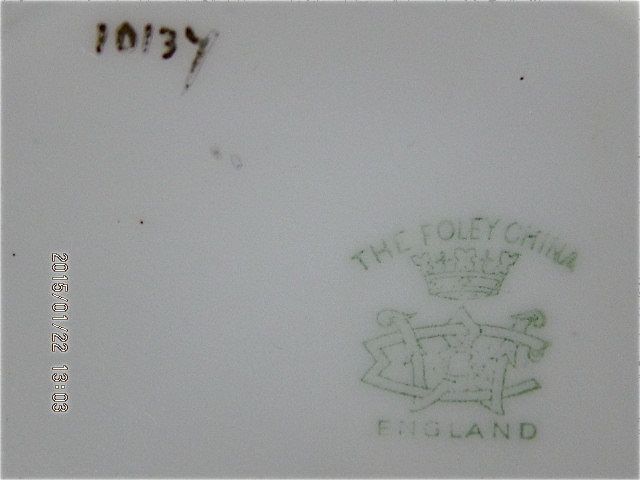 10134
THE FOLEY CHINA
ENGLAND
2015/01/22 13:03